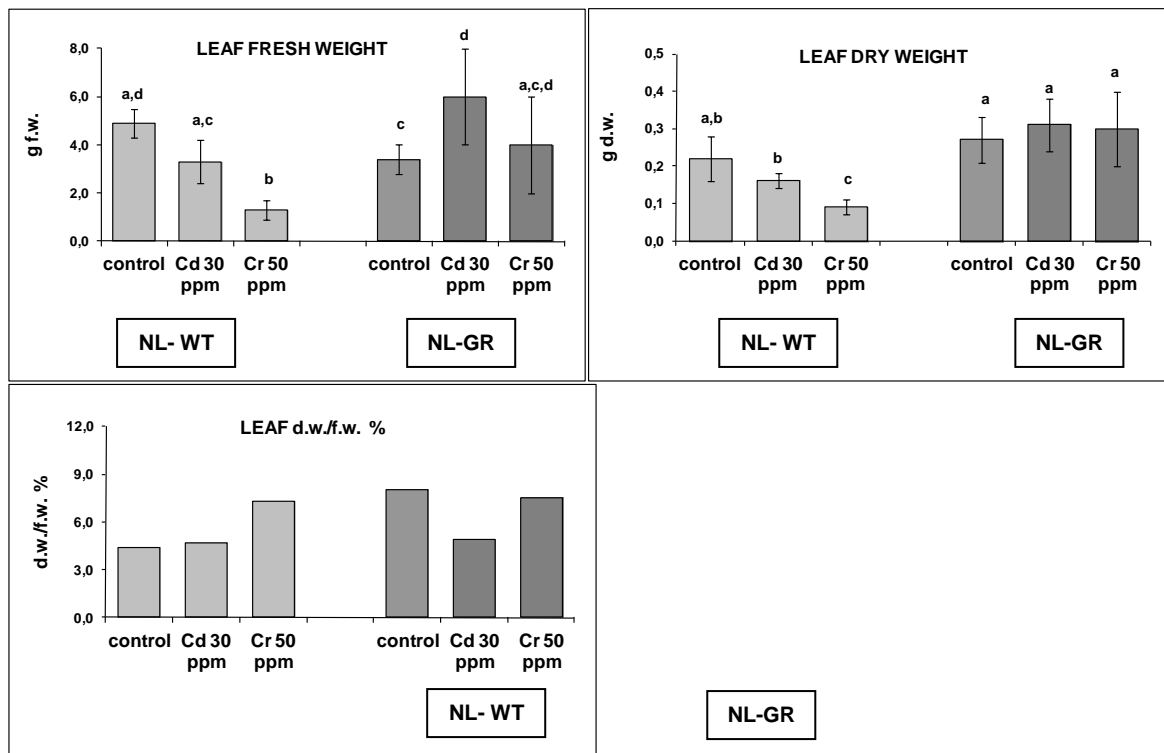 LEAF FRESH WEIGHT
8,0
6,0
4,0
2,0
0,0
g f.w.
a,d
a,c
b
c
d
a,c,d
control Cd 30 ppm Cr 50 ppm control Cd 30 ppm Cr 50 ppm
NL- WT NL-GR
LEAF DRY WEIGHT
0,5
0,4
0,3
0,2
0,1
0,0
g d.w.
a,b
b
c
a
a
a
control Cd 30 ppm Cr 50 ppm control Cd 30 ppm Cr 50 ppm
NL- WT NL-GR
LEAF d.w./f.w. %
12,0
9,0
6,0
3,0
0,0
d.w./f.w. %
control Cd 30 ppm Cr 50 ppm control Cd 30 ppm Cr 50 ppm
NL- WT NL-GR